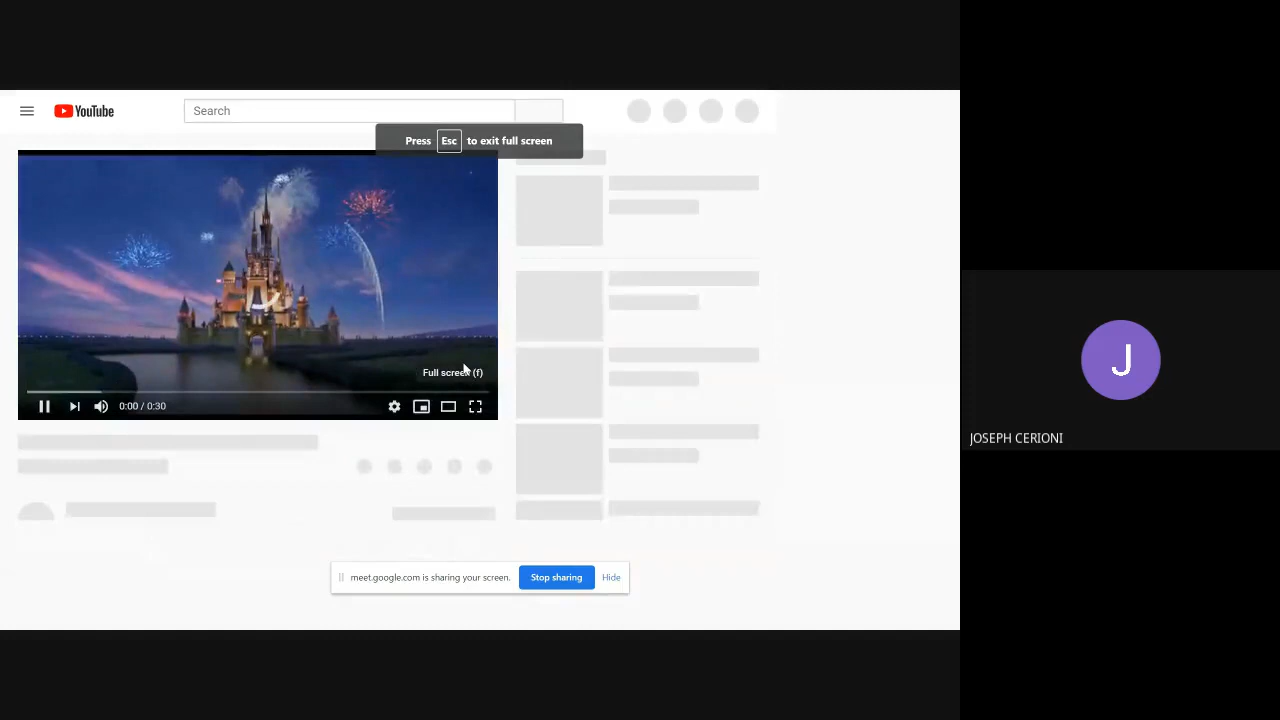 YouTube
Search
Press Esc to exit full screen
Full screen (f)
0:00 / 0:30
meet.google.com is sharing your screen. Stop sharing Hide
J
JOSEPH CERIONI